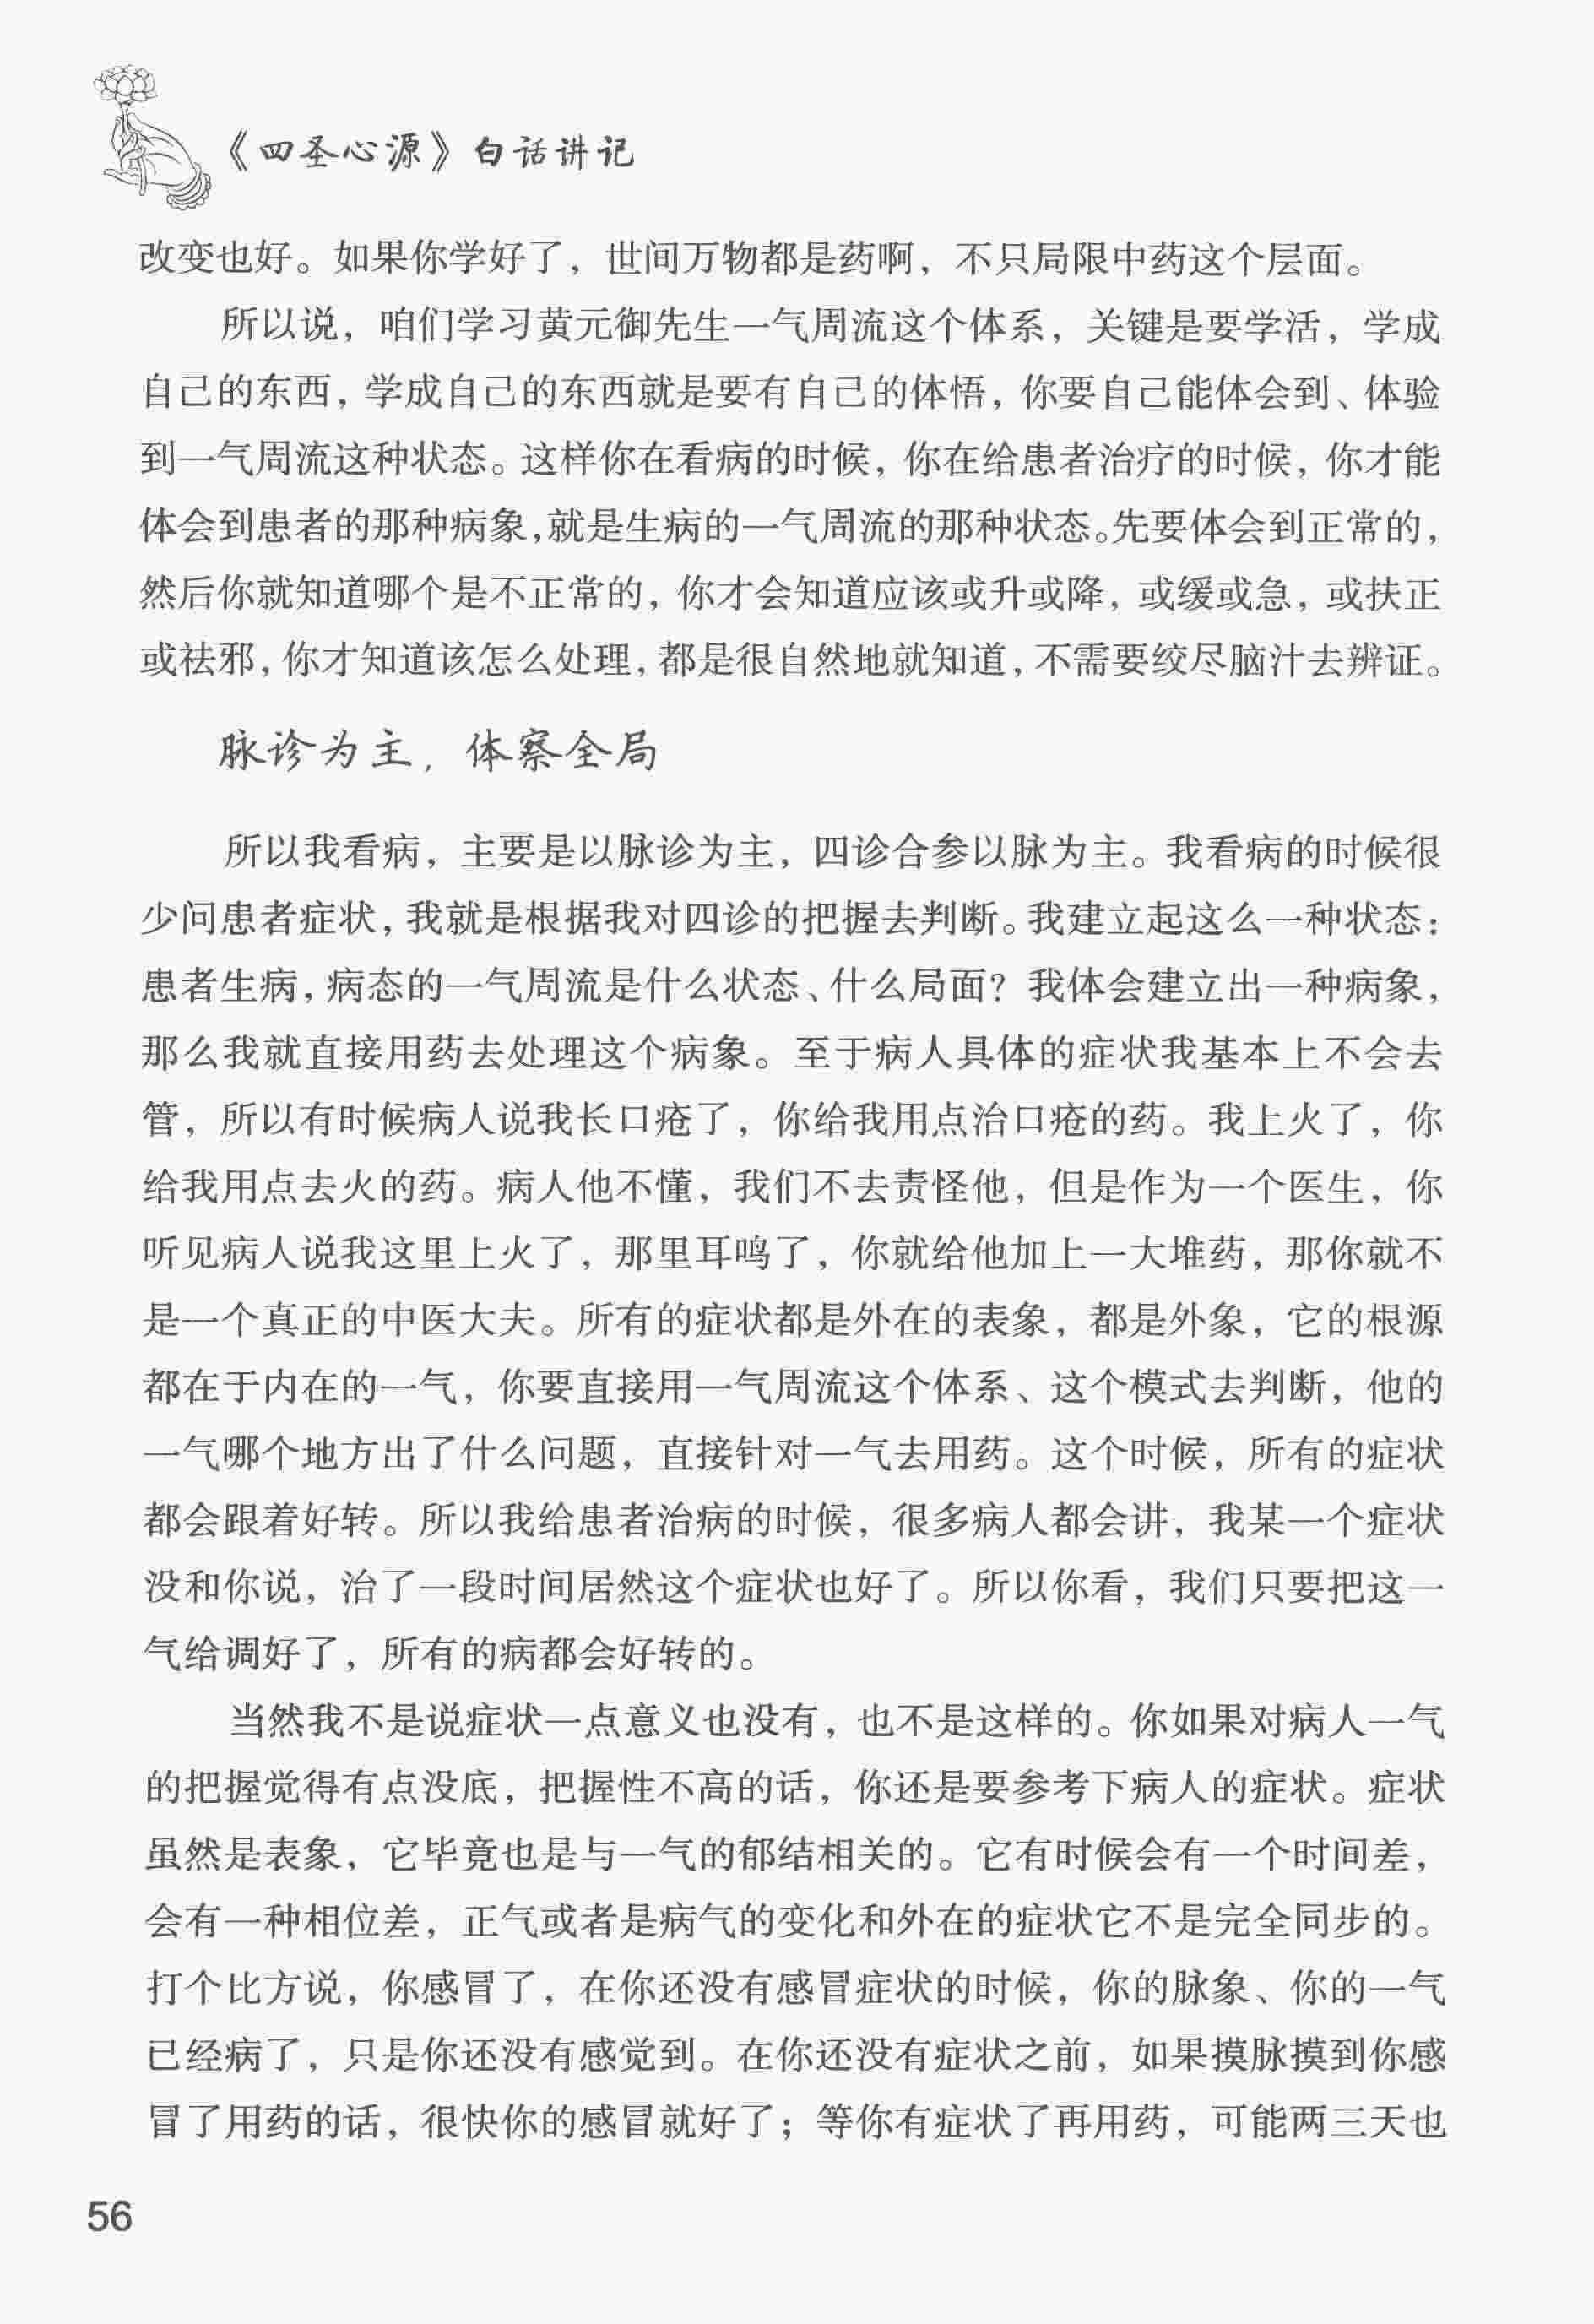 《四圣心源》白话讲记
改变也好。如果你学好了，世间万物都是药啊，不只局限中药这个层面。
所以说，咱们学习黄元御先生一气周流这个体系，关键是要学活，学成
自己的东西，学成自己的东西就是要有自己的体悟，你要自己能体会到、体验
到一气周流这种状态。这样你在看病的时候，你在给患者治疗的时候，你才能
体会到患者的那种病象，就是生病的一气周流的那种状态。先要体会到正常的，
然后你就知道哪个是不正常的，你才会知道应该或升或降，或缓或急，或扶正
或祛邪，你才知道该怎么处理，都是很自然地就知道，不需要绞尽脑汁去辨证。
脉诊为主，体察全局
所以我看病，主要是以脉诊为主，四诊合参以脉为主。我看病的时候很
少问患者症状，我就是根据我对四诊的把握去判断。我建立起这么一种状态：
患者生病，病态的一气周流是什么状态、什么局面？我体会建立出一种病象，
那么我就直接用药去处理这个病象。至于病人具体的症状我基本上不会去
管，所以有时候病人说我长口疮了，你给我用点治口疮的药。我上火了，你
给我用点去火的药。病人他不懂，我们不去责怪他，但是作为一个医生，你
听见病人说我这里上火了，那里耳鸣了，你就给他加上一大堆药，那你就不
是一个真正的中医大夫。所有的症状都是外在的表象，都是外象，它的根源
都在于内在的一气，你要直接用一气周流这个体系、这个模式去判断，他的
一气哪个地方出了什么问题，直接针对一气去用药。这个时候，所有的症状
都会跟着好转。所以我给患者治病的时候，很多病人都会讲，我某一个症状
没和你说，治了一段时间居然这个症状也好了。所以你看，我们只要把这一
气给调好了，所有的病都会好转的。
当然我不是说症状一点意义也没有，也不是这样的。你如果对病人一气
的把握觉得有点没底，把握性不高的话，你还是要参考下病人的症状。症状
虽然是表象，它毕竟也是与一气的郁结相关的。它有时候会有一个时间差，
会有一种相位差，正气或者是病气的变化和外在的症状它不是完全同步的。
打个比方说，你感冒了，在你还没有感冒症状的时候，你的脉象、你的一气
已经病了，只是你还没有感觉到。在你还没有症状之前，如果摸脉摸到你感
冒了用药的话，很快你的感冒就好了；等你有症状了再用药，可能两三天也
56